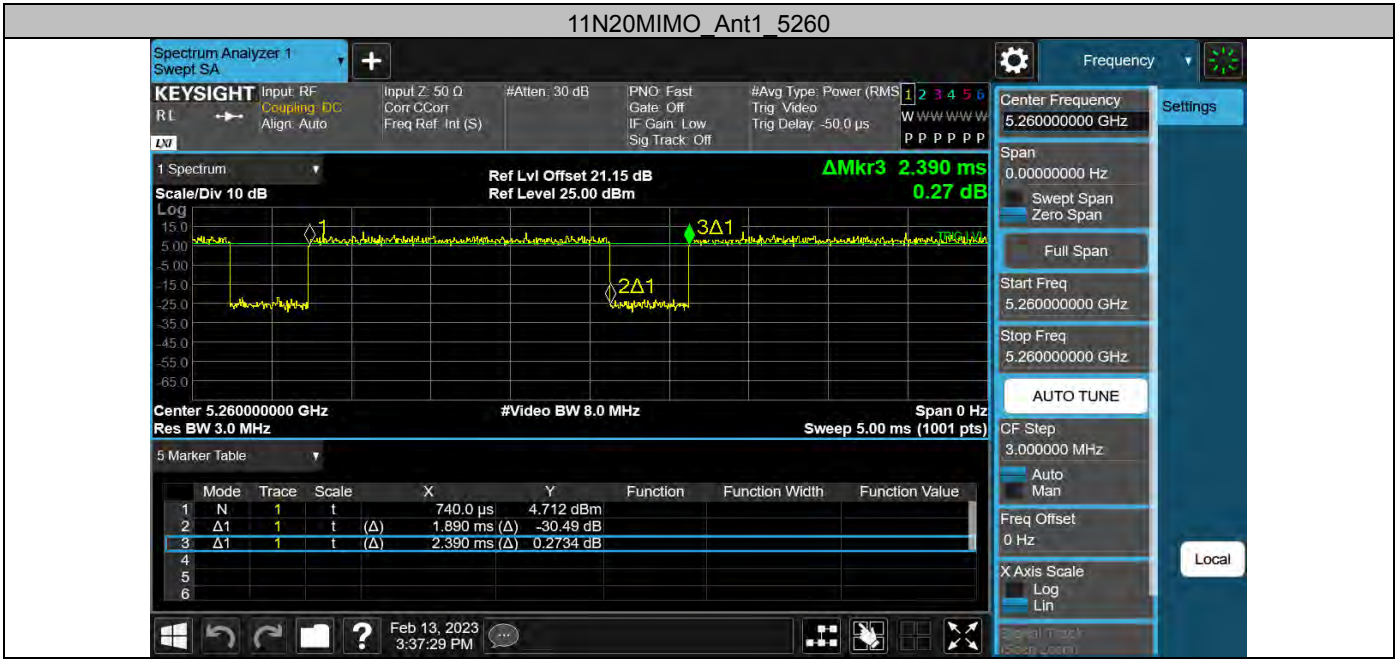 11N20MIMO_Ant1_5260
Spectrum Analyzer 1
Swept SA
Frequency
KEYSIGHT
RL
LXI
Input: RF
Coupling: DC
Align: Auto
Input Z: 50 Ω
Corr CCorr
Freq Ref: Int (S)
#Atten: 30 dB
PNO: Fast
Gate: Off
IF Gain: Low
Sig Track: Off
#Avg Type: Power (RMS
Trig: Video
Trig Delay: -50.0 µs
1 2 3 4 5 6
W W W W W W
P P P P P P
1 Spectrum
Scale/Div 10 dB
Ref Lvl Offset 21.15 dB
Ref Level 25.00 dBm
ΔMkr3 2.390 ms
0.27 dB
Log
15.0
5.00
-5.00
-15.0
-25.0
-35.0
-45.0
-55.0
-65.0
1
2Δ1
3Δ1
TRIG LVL
Center 5.260000000 GHz
#Video BW 8.0 MHz
Span 0 Hz
Res BW 3.0 MHz
Sweep 5.00 ms (1001 pts)
5 Marker Table
Mode Trace Scale X Y Function Function Width Function Value
1 N 1 t 740.0 µs 4.712 dBm
2 Δ1 1 t (Δ) 1.890 ms (Δ) -30.49 dB
3 Δ1 1 t (Δ) 2.390 ms (Δ) 0.2734 dB
4
5
6
?
Feb 13, 2023
3:37:29 PM
Center Frequency
5.260000000 GHz
Settings
Span
0.00000000 Hz
Swept Span
Zero Span
Full Span
Start Freq
5.260000000 GHz
Stop Freq
5.260000000 GHz
AUTO TUNE
CF Step
3.000000 MHz
Auto
Man
Freq Offset
0 Hz
X Axis Scale
Log
Lin
Signal Track
(Span Zoom)
Local